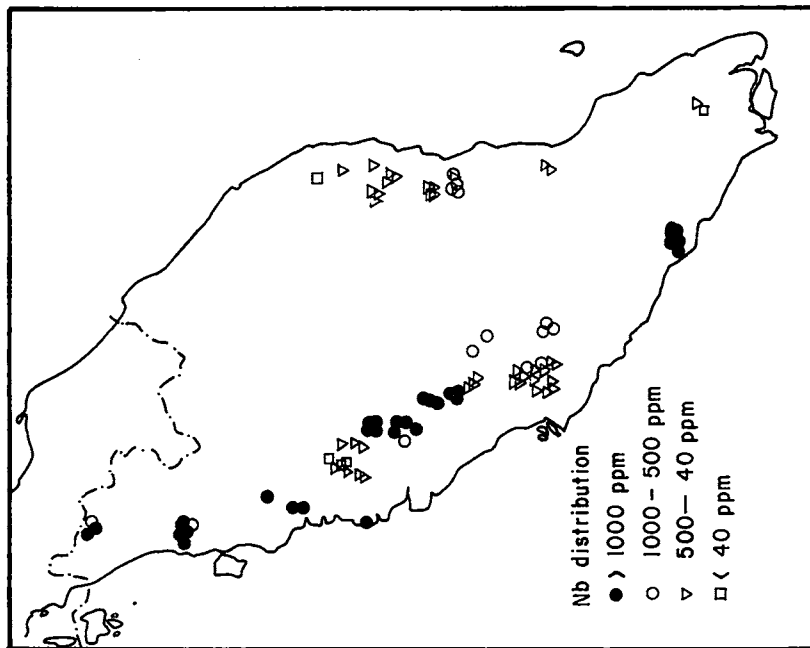 Nb distribution
> 1000 ppm
1000 - 500 ppm
500 — 40 ppm
< 40 ppm